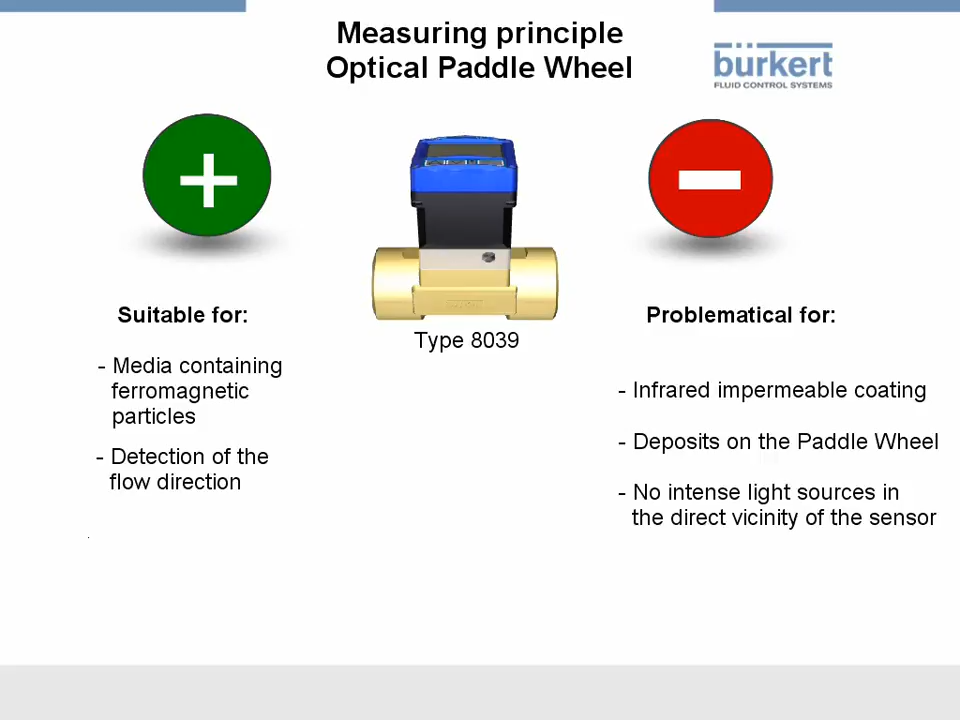 Measuring principle
Optical Paddle Wheel
bürkert
FLUID CONTROL SYSTEMS
Suitable for:
- Media containing
ferromagnetic
particles
- Detection of the
flow direction
Type 8039
Problematical for:
- Infrared impermeable coating
- Deposits on the Paddle Wheel
- No intense light sources in
the direct vicinity of the sensor